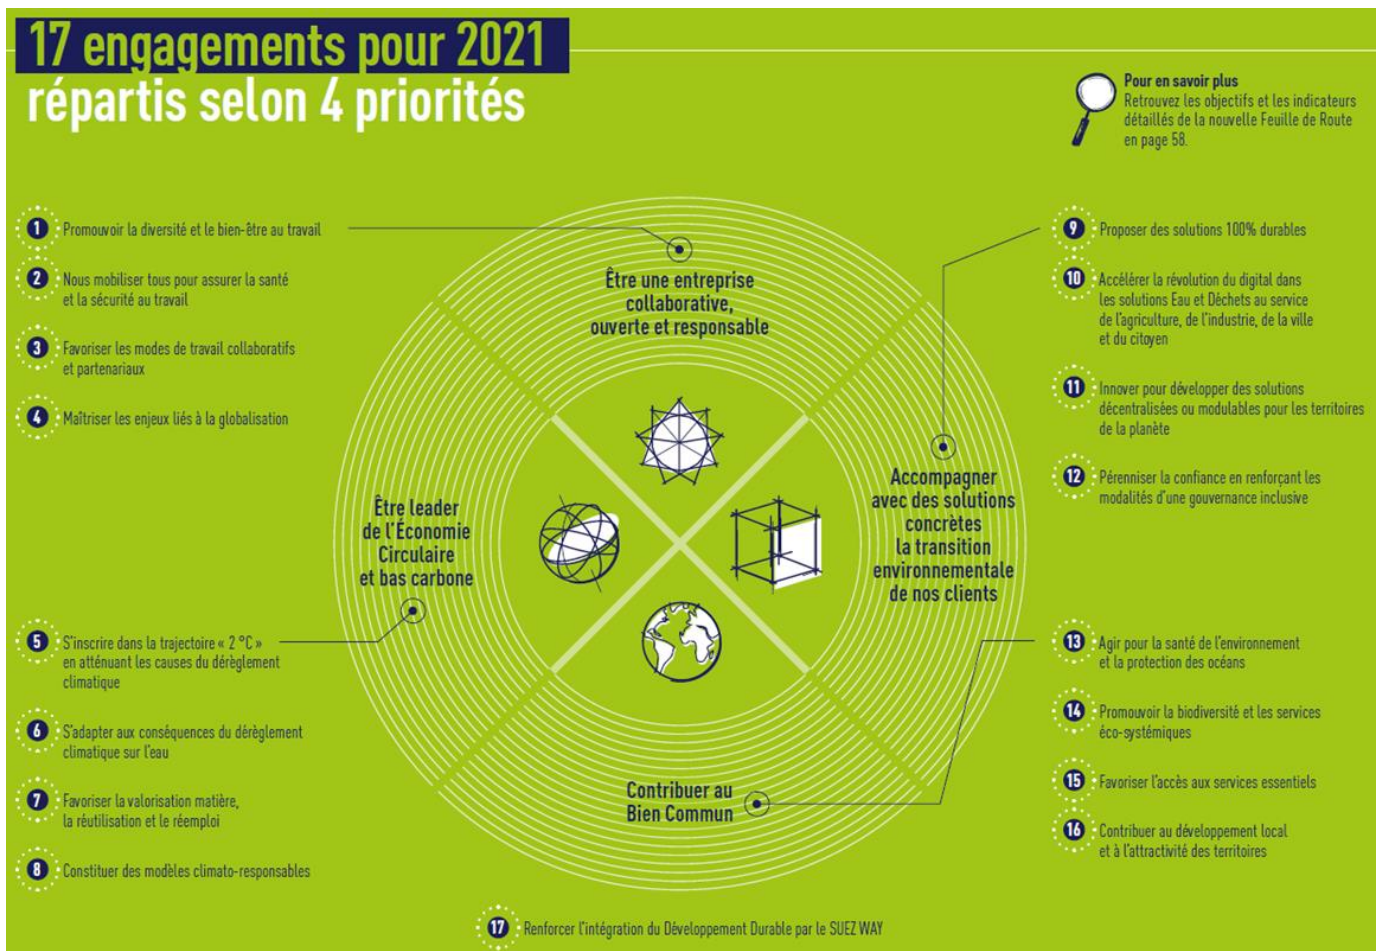 17 engagements pour 2021
répartis selon 4 priorités
Pour en savoir plus
Retrouvez les objectifs et les indicateurs
détaillés de la nouvelle Feuille de Route
en page 58.
1 Promouvoir la diversité et le bien-être au travail
2 Nous mobiliser tous pour assurer la santé
et la sécurité au travail
3 Favoriser les modes de travail collaboratifs
et partenariaux
4 Maîtriser les enjeux liés à la globalisation
Être une entreprise
collaborative,
ouverte et responsable
9 Proposer des solutions 100% durables
10 Accélérer la révolution du digital dans
les solutions Eau et Déchets au service
de l'agriculture, de l'industrie, de la ville
et du citoyen
11 Innover pour développer des solutions
décentralisées ou modulables pour les territoires
de la planète
12 Pérenniser la confiance en renforçant les
modalités d'une gouvernance inclusive
Être leader
de l'Économie
Circulaire
et bas carbone
Accompagner
avec des solutions
concrètes
la transition
environnementale
de nos clients
5 S'inscrire dans la trajectoire « 2 °C »
en atténuant les causes du dérèglement
climatique
6 S'adapter aux conséquences du dérèglement
climatique sur l'eau
7 Favoriser la valorisation matière,
la réutilisation et le réemploi
8 Constituer des modèles climato-responsables
Contribuer au
Bien Commun
13 Agir pour la santé de l'environnement
et la protection des océans
14 Promouvoir la biodiversité et les services
éco-systémiques
15 Favoriser l'accès aux services essentiels
16 Contribuer au développement local
et à l'attractivité des territoires
17 Renforcer l'intégration du Développement Durable par le SUEZ WAY